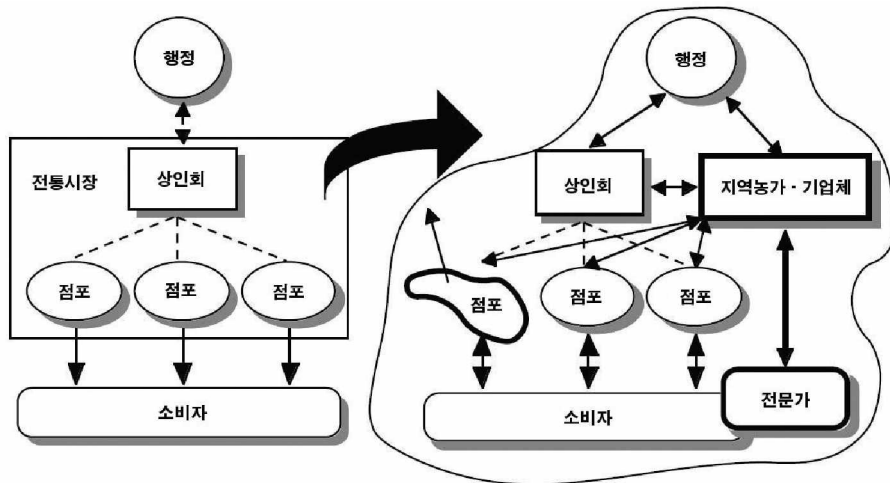 행정
전통시장
상인회
점포
점포
점포
소비자
행정
상인회
지역농가 - 기업체
점포
점포
점포
소비자
전문가